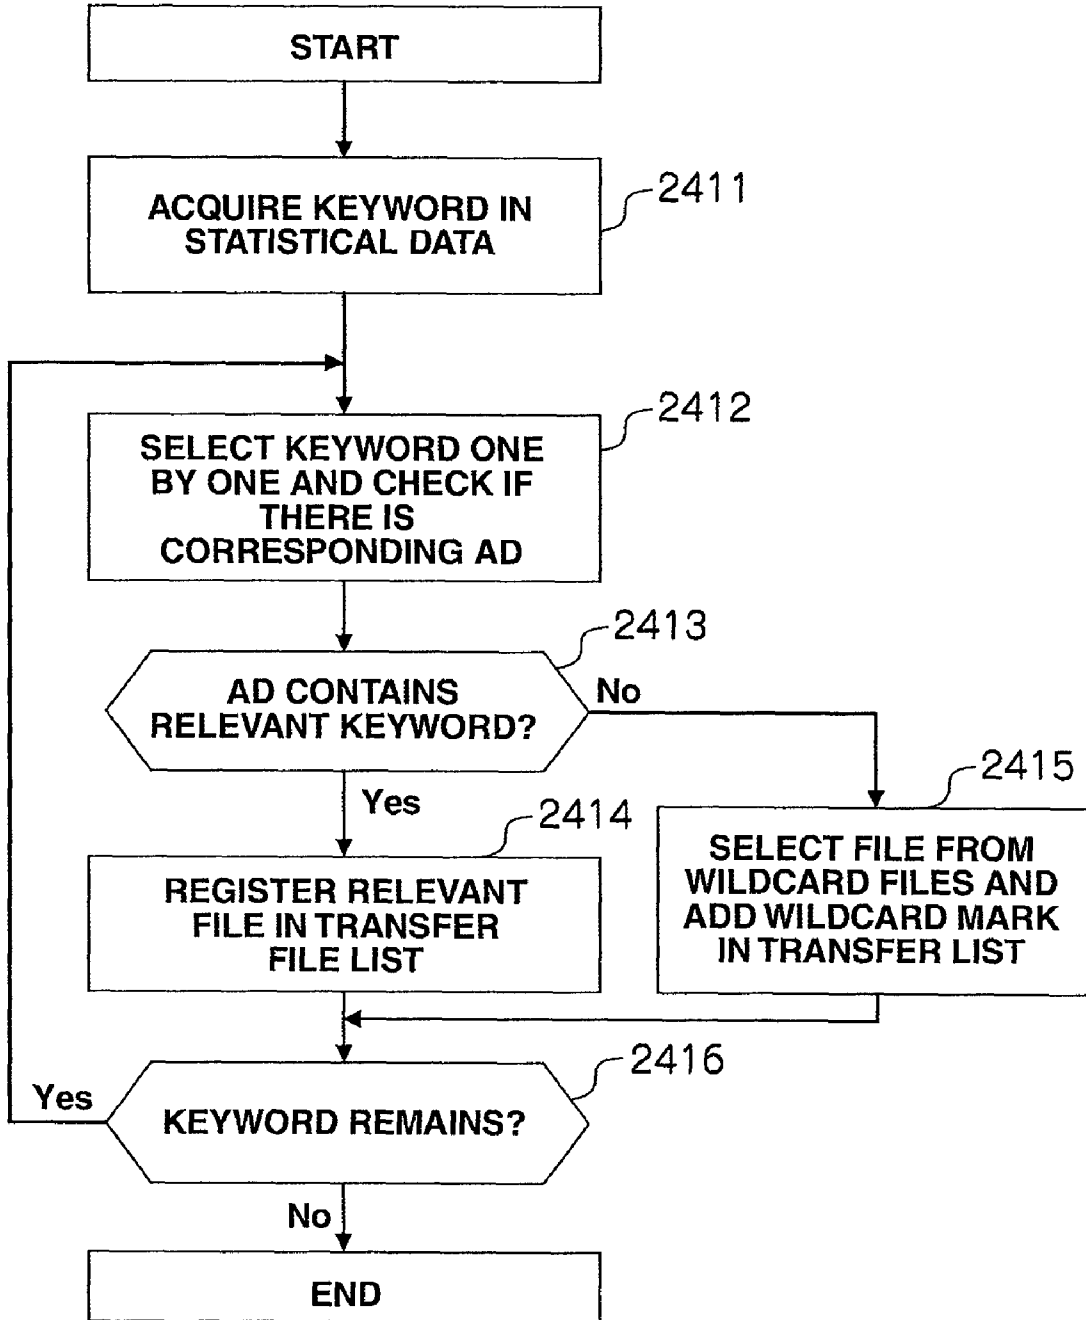 START
ACQUIRE KEYWORD IN
STATISTICAL DATA
2411
SELECT KEYWORD ONE
BY ONE AND CHECK IF
THERE IS
CORRESPONDING AD
2412
AD CONTAINS
RELEVANT KEYWORD?
2413
No
Yes
REGISTER RELEVANT
FILE IN TRANSFER
FILE LIST
2414
SELECT FILE FROM
WILDCARD FILES AND
ADD WILDCARD MARK
IN TRANSFER LIST
2415
KEYWORD REMAINS?
2416
Yes
No
END